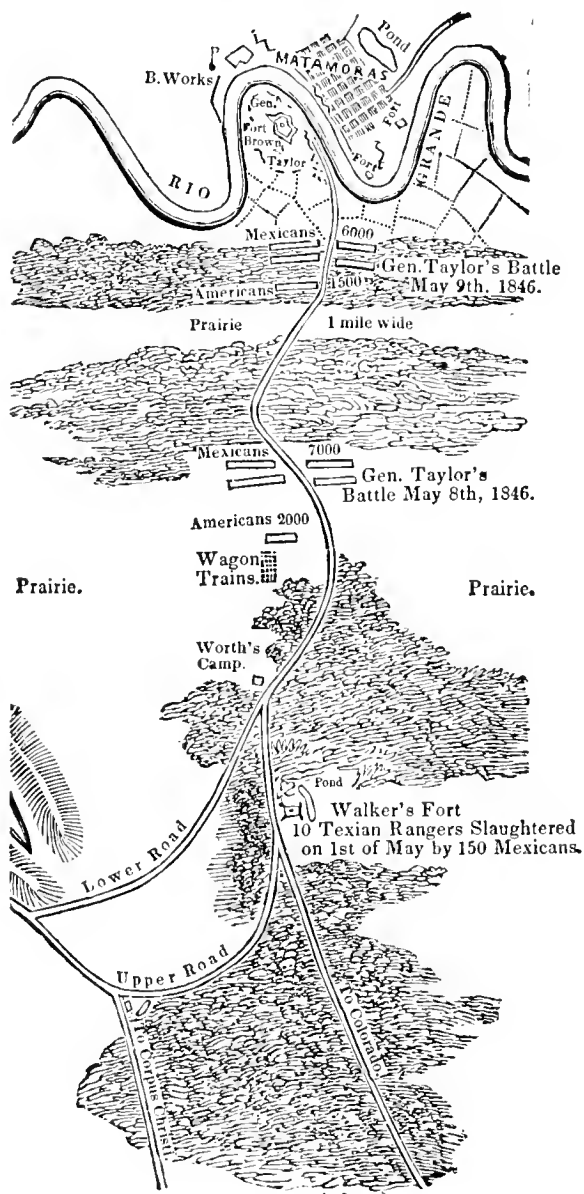 Pond
MATAMORAS
B. Works
Gen.
Fort
Brown
Taylor
Fort
Fort
RIO
GRANDE
Mexicans 6000
Gen. Taylor's Battle
May 9th. 1846.
Americans 1500
Prairie 1 mile wide
Mexicans 7000
Gen. Taylor's
Battle May 8th, 1846.
Americans 2000
Wagon
Trains.
Prairie.
Prairie.
Worth's
Camp.
Pond
Walker's Fort
10 Texian Rangers Slaughtered
on 1st of May by 150 Mexicans.
Lower Road
Upper Road
To Corpus Christi
To Colorado